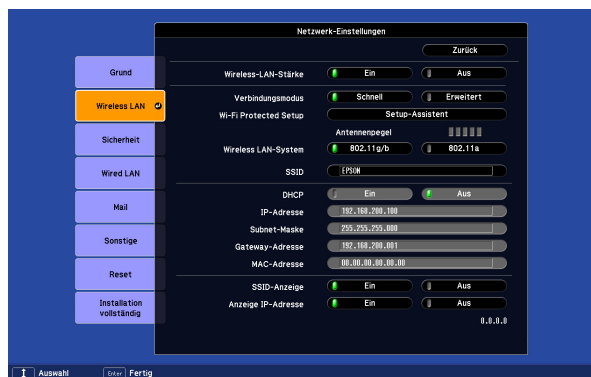 Netzwerk-Einstellungen
Zurück
Grund
Wireless-LAN-Stärke Ein Aus
Wireless LAN
Verbindungsmodus Schnell Erweitert
Wi-Fi Protected Setup Setup-Assistent
Sicherheit
Antennenpegel
Wireless LAN-System 802.11g/b 802.11a
Wired LAN
SSID EPSON
DHCP Ein Aus
Mail
IP-Adresse 192.168.200.100
Subnet-Maske 255.255.255.000
Sonstige
Gateway-Adresse 192.168.200.001
MAC-Adresse 00.00.00.00.00.00
Reset
SSID-Anzeige Ein Aus
Installation vollständig
Anzeige IP-Adresse Ein Aus
0.0.0.0
Auswahl Enter Fertig